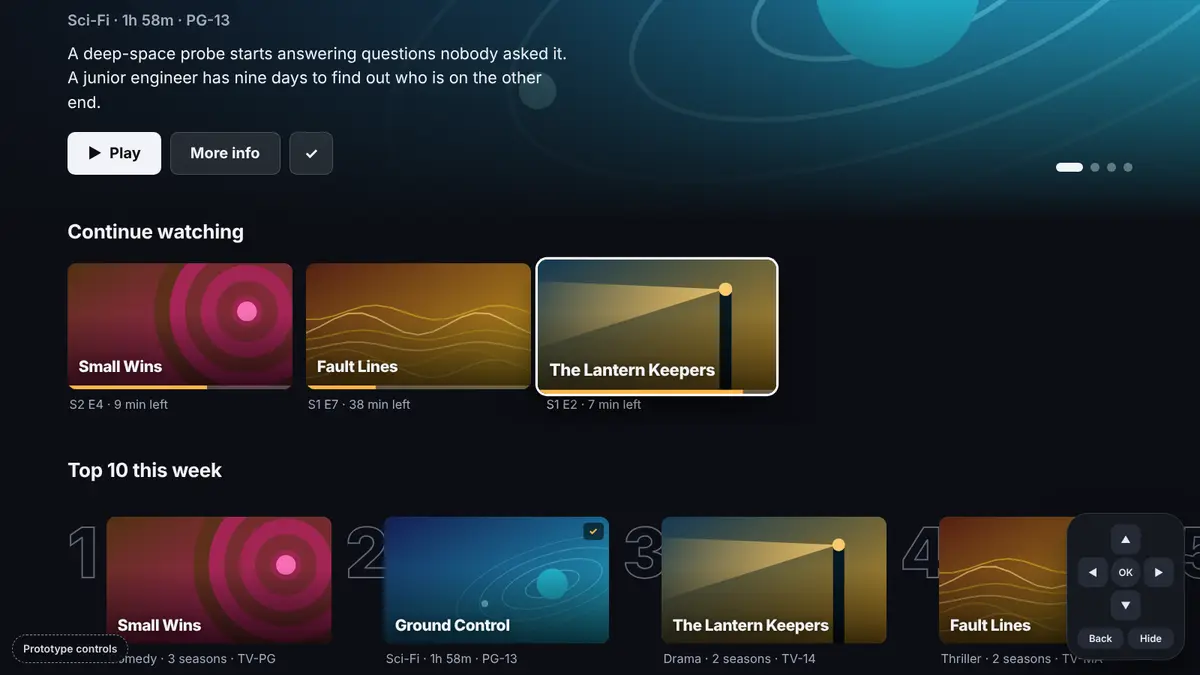 Sci-Fi · 1h 58m · PG-13
A deep-space probe starts answering questions nobody asked it.
A junior engineer has nine days to find out who is on the other
end.
Play
More info
Continue watching
Small Wins
Fault Lines
The Lantern Keepers
S2 E4 · 9 min left
S1 E7 · 38 min left
S1 E2 · 7 min left
Top 10 this week
1
2
3
4
5
Small Wins
Ground Control
The Lantern Keepers
Fault Lines
OK
Back
Hide
Prototype controls
3 seasons · TV-PG
Sci-Fi · 1h 58m · PG-13
Drama · 2 seasons · TV-14
Thriller · 2 seasons · TV-MA